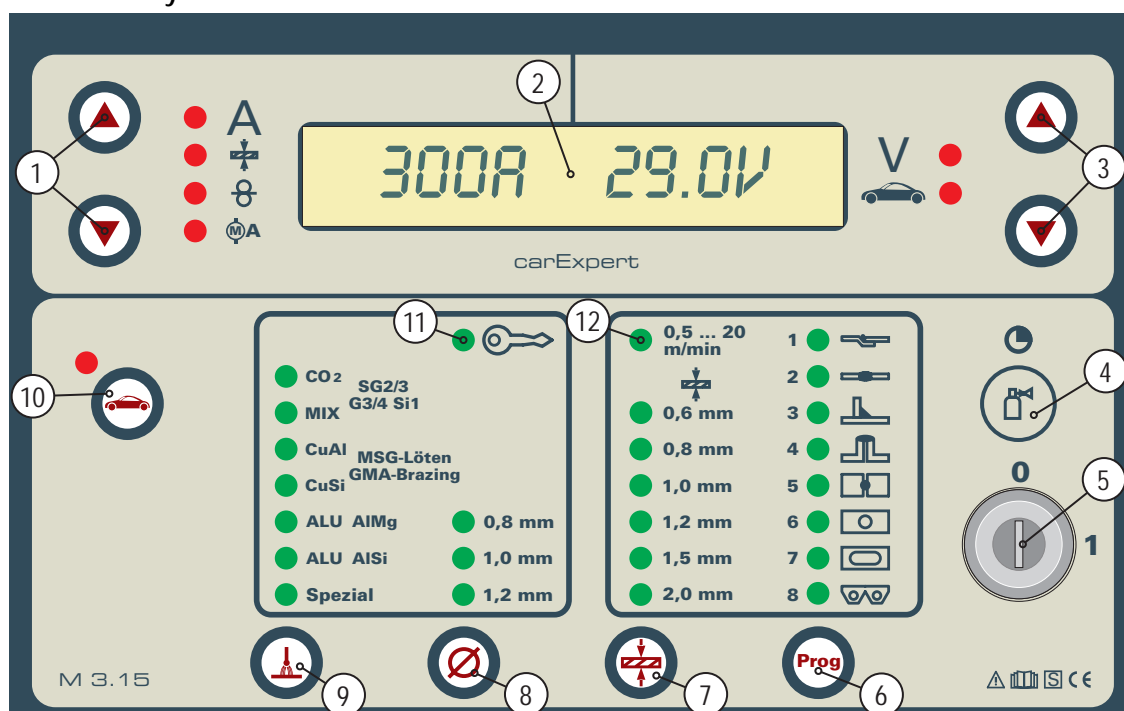 1
A
M A
2
300A 29.0V
V
3
carExpert
10
11
CO2
MIX
SG2/3
G3/4 Si1
CuAl
CuSi
MSG-Löten
GMA-Brazing
ALU AlMg
ALU AlSi
Spezial
0,8 mm
1,0 mm
1,2 mm
12
0,5 ... 20
m/min
0,6 mm
0,8 mm
1,0 mm
1,2 mm
1,5 mm
2,0 mm
1
2
3
4
5
6
7
8
4
0
5
1
9
8
7
Prog
6
M 3.15
S CE